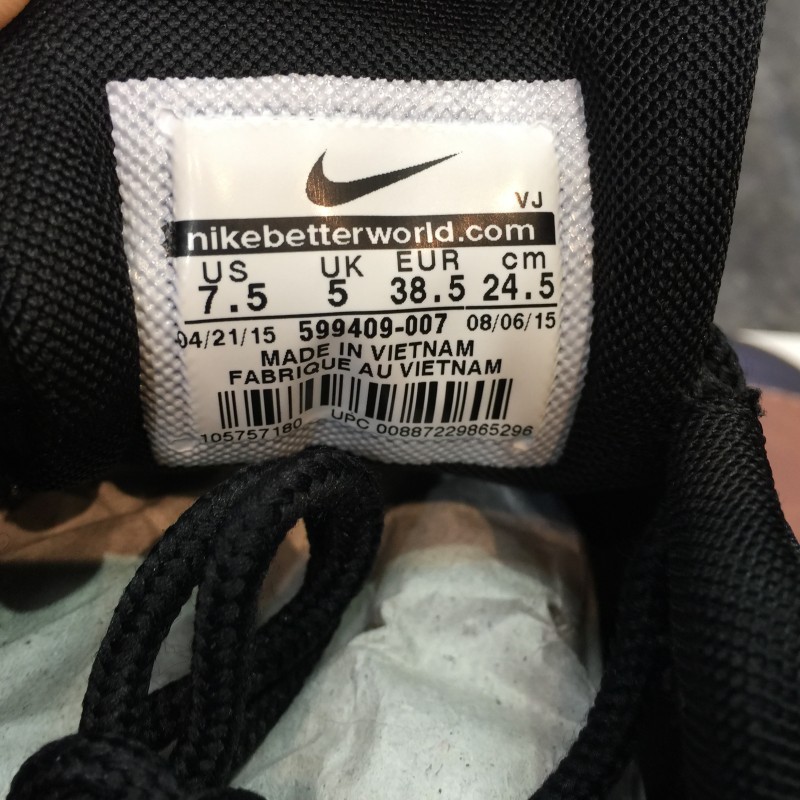 VJ
nikebetterworld.com
US UK EUR cm
7.5 5 38.5 24.5
04/21/15 599409-007 08/06/15
MADE IN VIETNAM
FABRIQUE AU VIETNAM
105757180 UPC 00887229865296